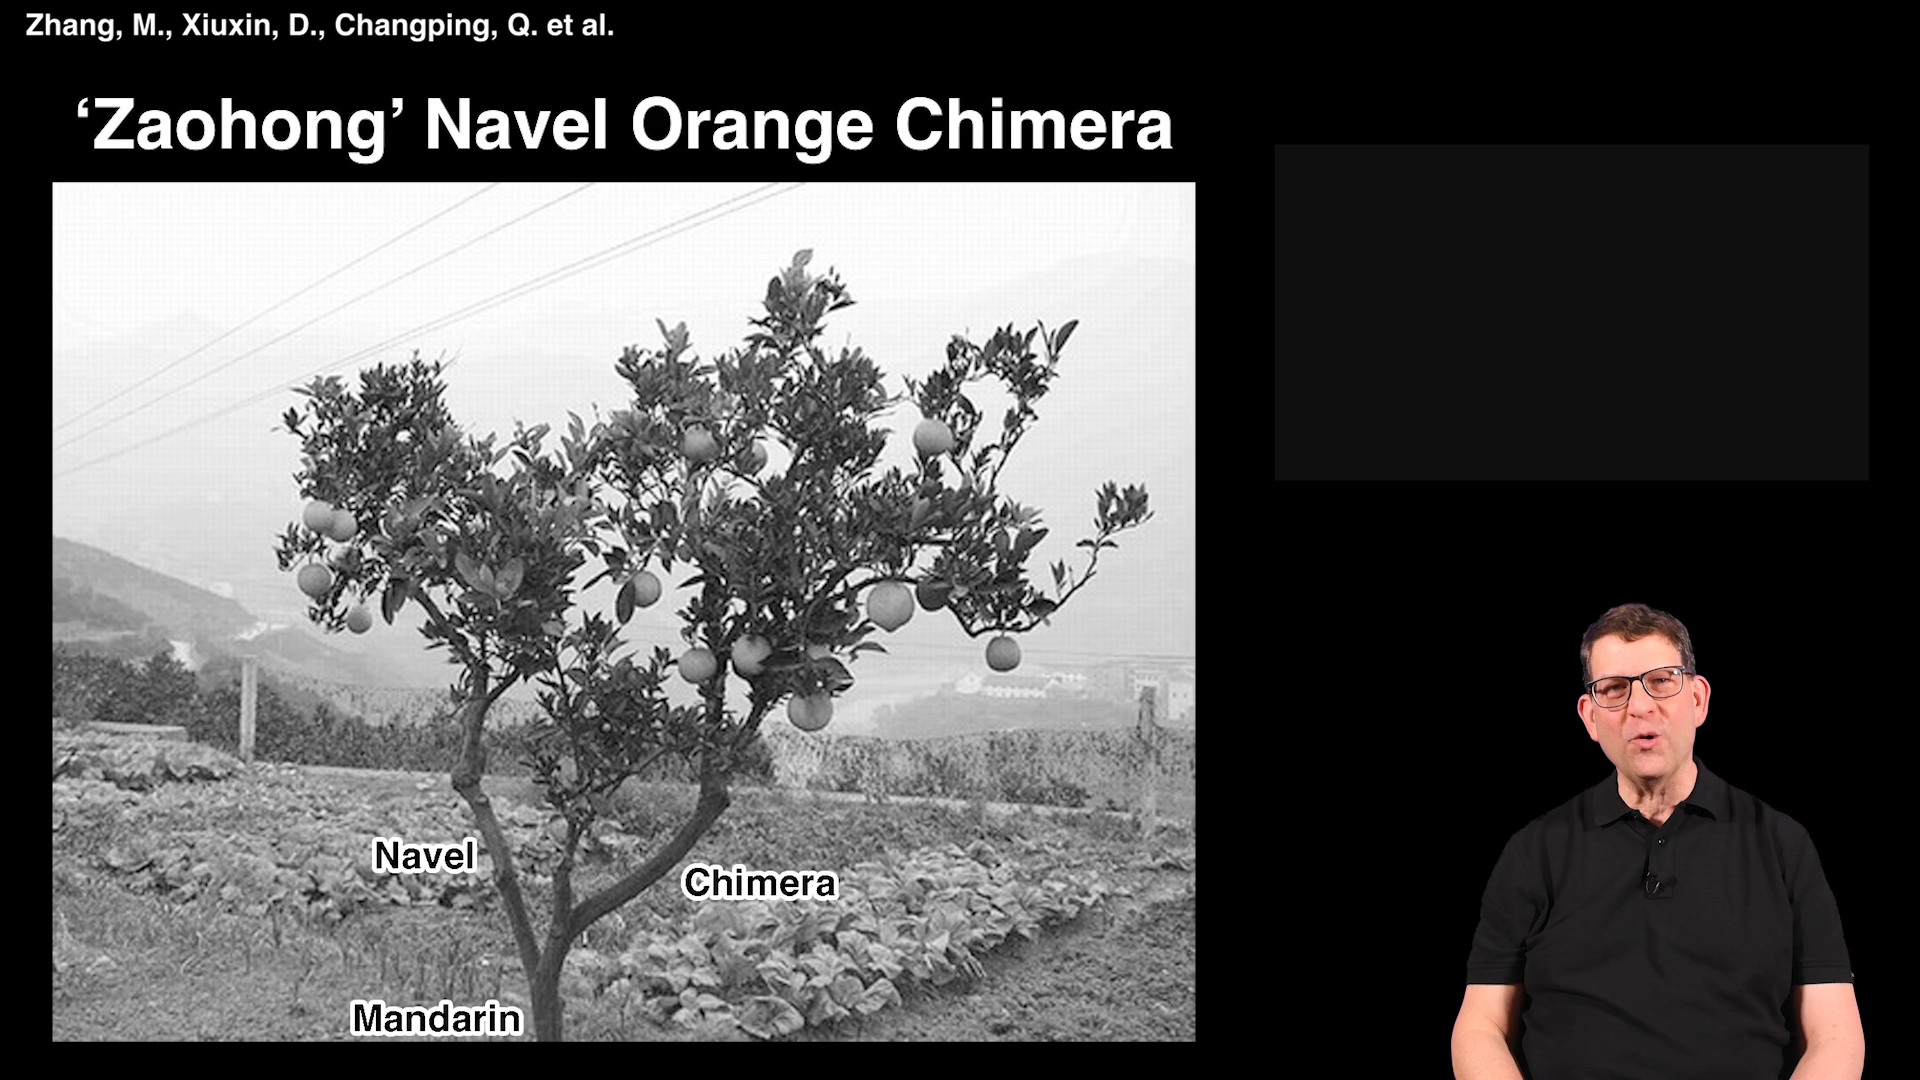 Zhang, M., Xiuxin, D., Changping, Q. et al.
‘Zaohong’ Navel Orange Chimera
Navel
Chimera
Mandarin